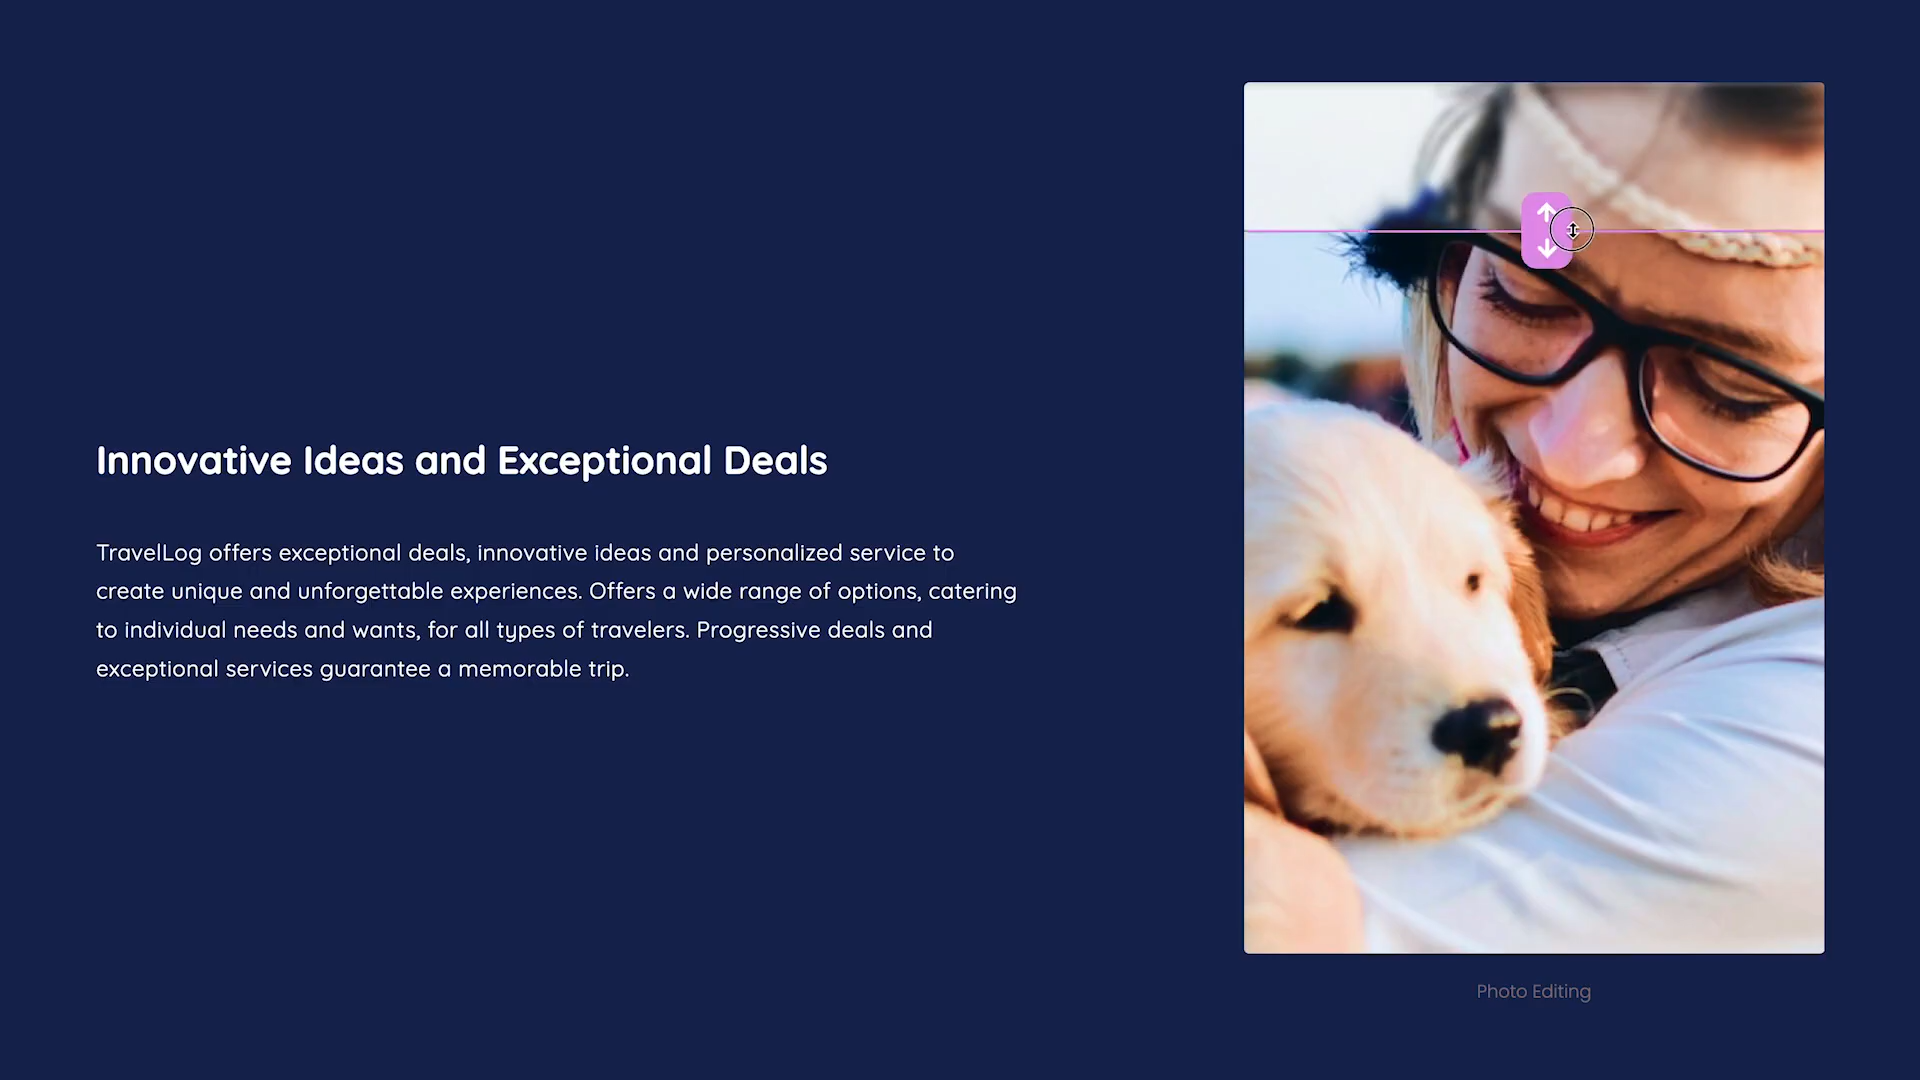 Innovative Ideas and Exceptional Deals
TravelLog offers exceptional deals, innovative ideas and personalized service to
create unique and unforgettable experiences. Offers a wide range of options, catering
to individual needs and wants, for all types of travelers. Progressive deals and
exceptional services guarantee a memorable trip.
Photo Editing